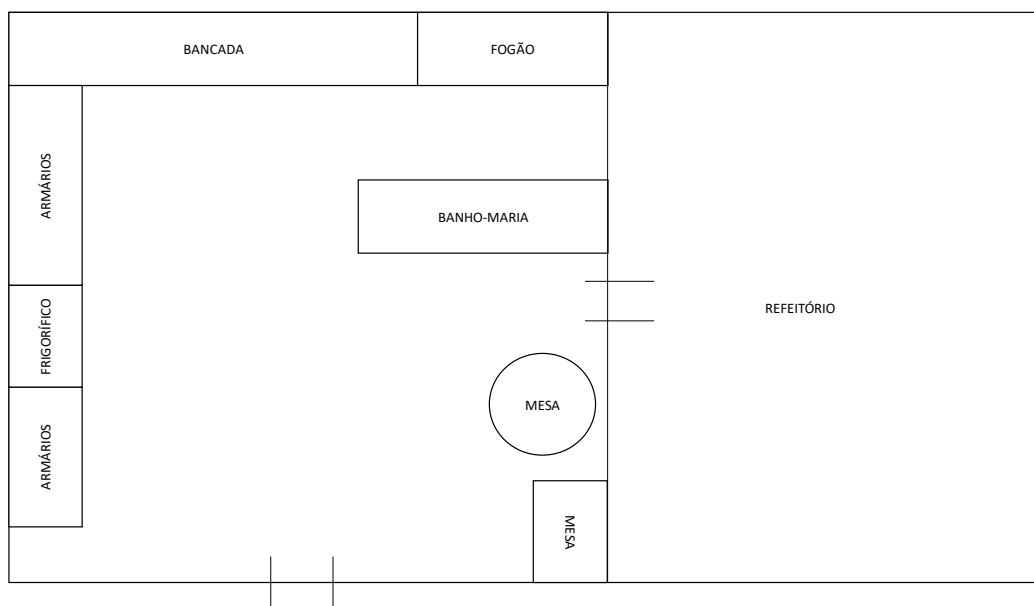 BANCADA
FOGÃO
ARMÁRIOS
BANHO-MARIA
FRIGORÍFICO
REFEITÓRIO
MESA
ARMÁRIOS
MESA